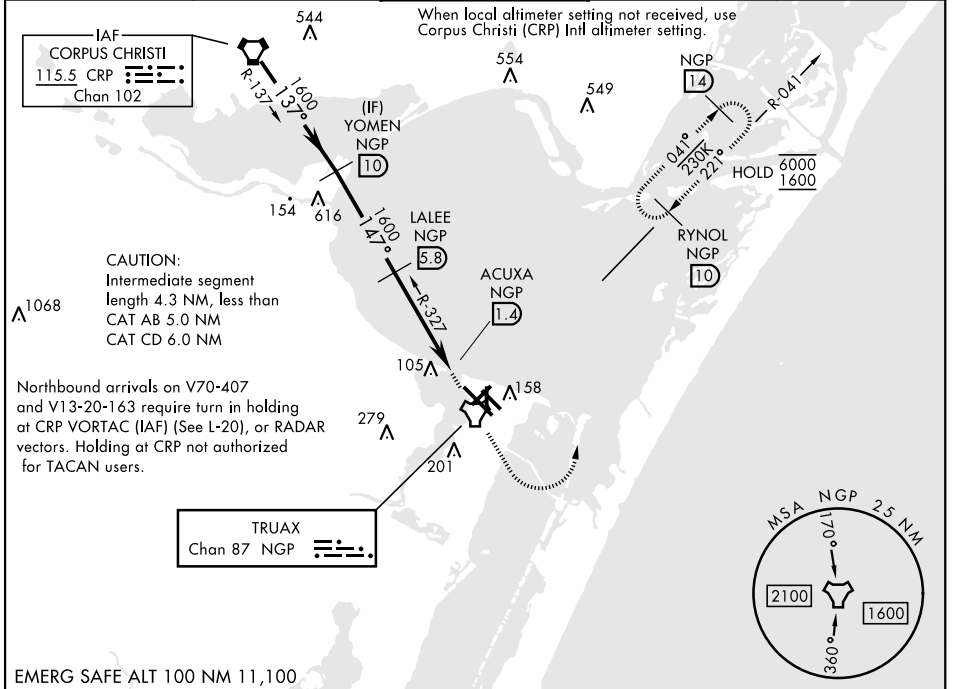 When local altimeter setting not received, use
Corpus Christi (CRP) Intl altimeter setting.
IAF
CORPUS CHRISTI
115.5 CRP
Chan 102
544
554
549
NGP
14
R-041
041°
230K
221°
HOLD 6000
1600
RYNOL
NGP
10
R-137
1600
137°
(IF)
YOMEN
NGP
10
154
616
1600
147°
LALEE
NGP
5.8
R-327
ACUXA
NGP
1.4
CAUTION:
Intermediate segment
length 4.3 NM, less than
CAT AB 5.0 NM
CAT CD 6.0 NM
1068
105
158
Northbound arrivals on V70-407
and V13-20-163 require turn in holding
at CRP VORTAC (IAF) (See L-20), or RADAR
vectors. Holding at CRP not authorized
for TACAN users.
279
201
TRUAX
Chan 87 NGP
MSA NGP 25 NM
170°
2100
1600
360°
EMERG SAFE ALT 100 NM 11,100